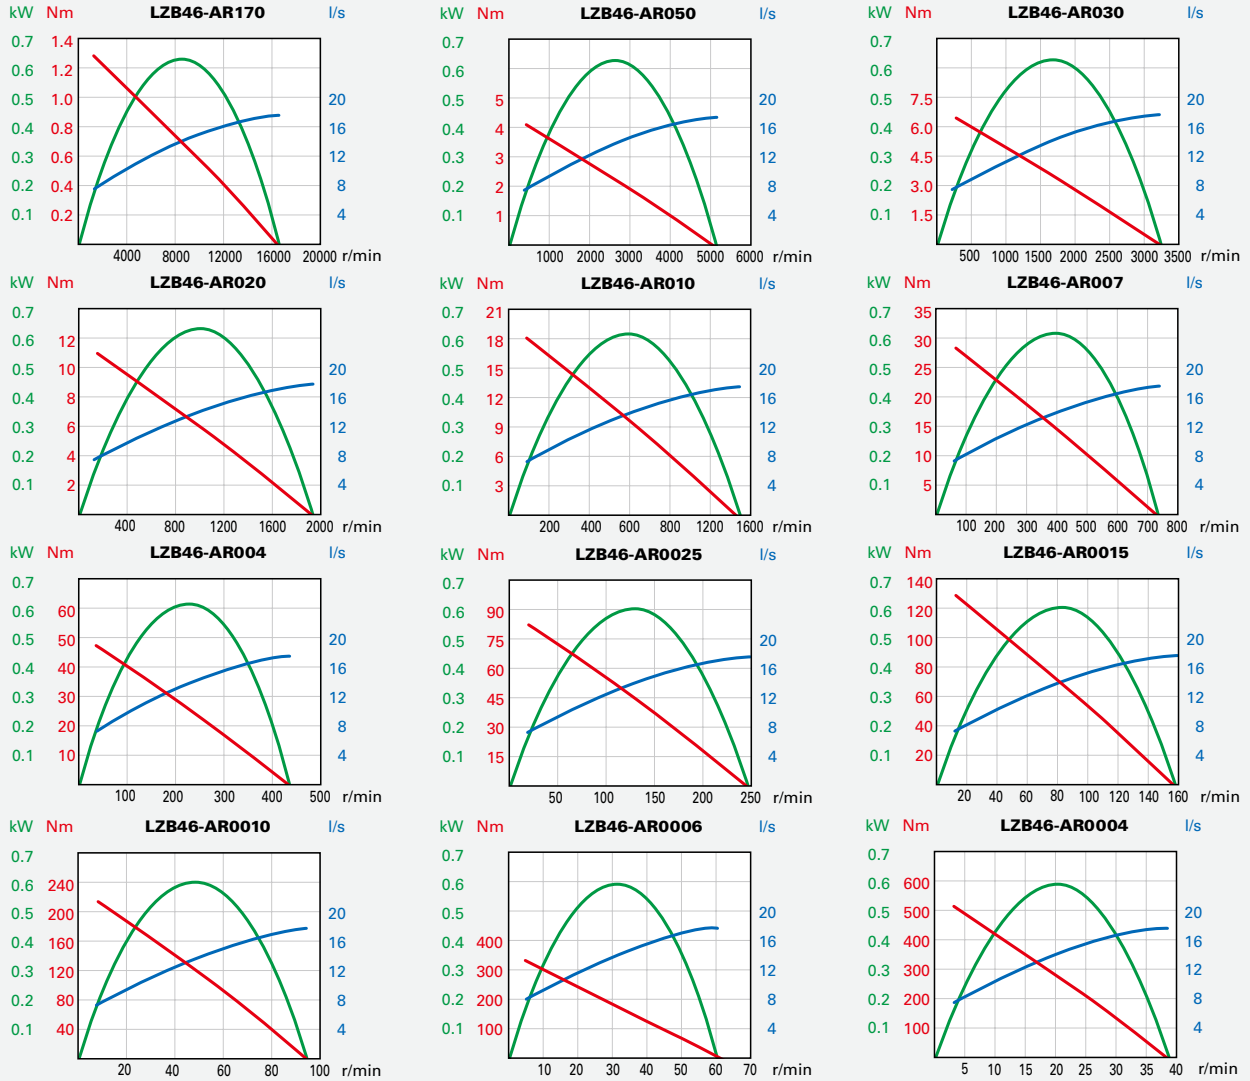 kW Nm LZB46-AR170 l/s
0.7 1.4
0.6 1.2
0.5 1.0 20
0.4 0.8 16
0.3 0.6 12
0.2 0.4 8
0.1 0.2 4
4000 8000 12000 16000 20000 r/min
kW Nm LZB46-AR050 l/s
0.7
0.6
0.5 5 20
0.4 4 16
0.3 3 12
0.2 2 8
0.1 1 4
1000 2000 3000 4000 5000 6000 r/min
kW Nm LZB46-AR030 l/s
0.7
0.6
0.5 7.5 20
0.4 6.0 16
0.3 4.5 12
0.2 3.0 8
0.1 1.5 4
500 1000 1500 2000 2500 3000 3500 r/min
kW Nm LZB46-AR020 l/s
0.7
0.6 12
0.5 10 20
0.4 8 16
0.3 6 12
0.2 4 8
0.1 2 4
400 800 1200 1600 2000 r/min
kW Nm LZB46-AR010 l/s
0.7 21
0.6 18
0.5 15 20
0.4 12 16
0.3 9 12
0.2 6 8
0.1 3 4
200 400 600 800 1000 1200 1600 r/min
kW Nm LZB46-AR007 l/s
0.7 35
0.6 30
0.5 25 20
0.4 20 16
0.3 15 12
0.2 10 8
0.1 5 4
100 200 300 400 500 600 700 800 r/min
kW Nm LZB46-AR004 l/s
0.7
0.6 60
0.5 50 20
0.4 40 16
0.3 30 12
0.2 20 8
0.1 10 4
100 200 300 400 500 r/min
kW Nm LZB46-AR0025 l/s
0.7
0.6 90
0.5 75 20
0.4 60 16
0.3 45 12
0.2 30 8
0.1 15 4
50 100 150 200 250 r/min
kW Nm LZB46-AR0015 l/s
0.7 140
0.6 120
0.5 100 20
0.4 80 16
0.3 60 12
0.2 40 8
0.1 20 4
20 40 60 80 100 120 140 160 r/min
kW Nm LZB46-AR0010 l/s
0.7
0.6 240
0.5 200 20
0.4 160 16
0.3 120 12
0.2 80 8
0.1 40 4
20 40 60 80 100 r/min
kW Nm LZB46-AR0006 l/s
0.7
0.6
0.5 20
0.4 400 16
0.3 300 12
0.2 200 8
0.1 100 4
10 20 30 40 50 60 70 r/min
kW Nm LZB46-AR0004 l/s
0.7
0.6 600
0.5 500 20
0.4 400 16
0.3 300 12
0.2 200 8
0.1 100 4
5 10 15 20 25 30 35 40 r/min